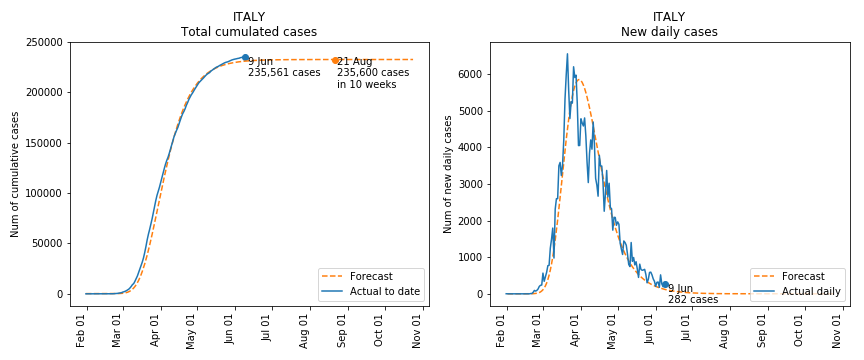 ITALY
Total cumulated cases
Num of cumulative cases
250000
200000
150000
100000
50000
0
9 Jun
235,561 cases
21 Aug
235,600 cases
in 10 weeks
Forecast
Actual to date
Feb 01
Mar 01
Apr 01
May 01
Jun 01
Jul 01
Aug 01
Sep 01
Oct 01
Nov 01
ITALY
New daily cases
Num of new daily cases
6000
5000
4000
3000
2000
1000
0
9 Jun
282 cases
Forecast
Actual daily
Feb 01
Mar 01
Apr 01
May 01
Jun 01
Jul 01
Aug 01
Sep 01
Oct 01
Nov 01